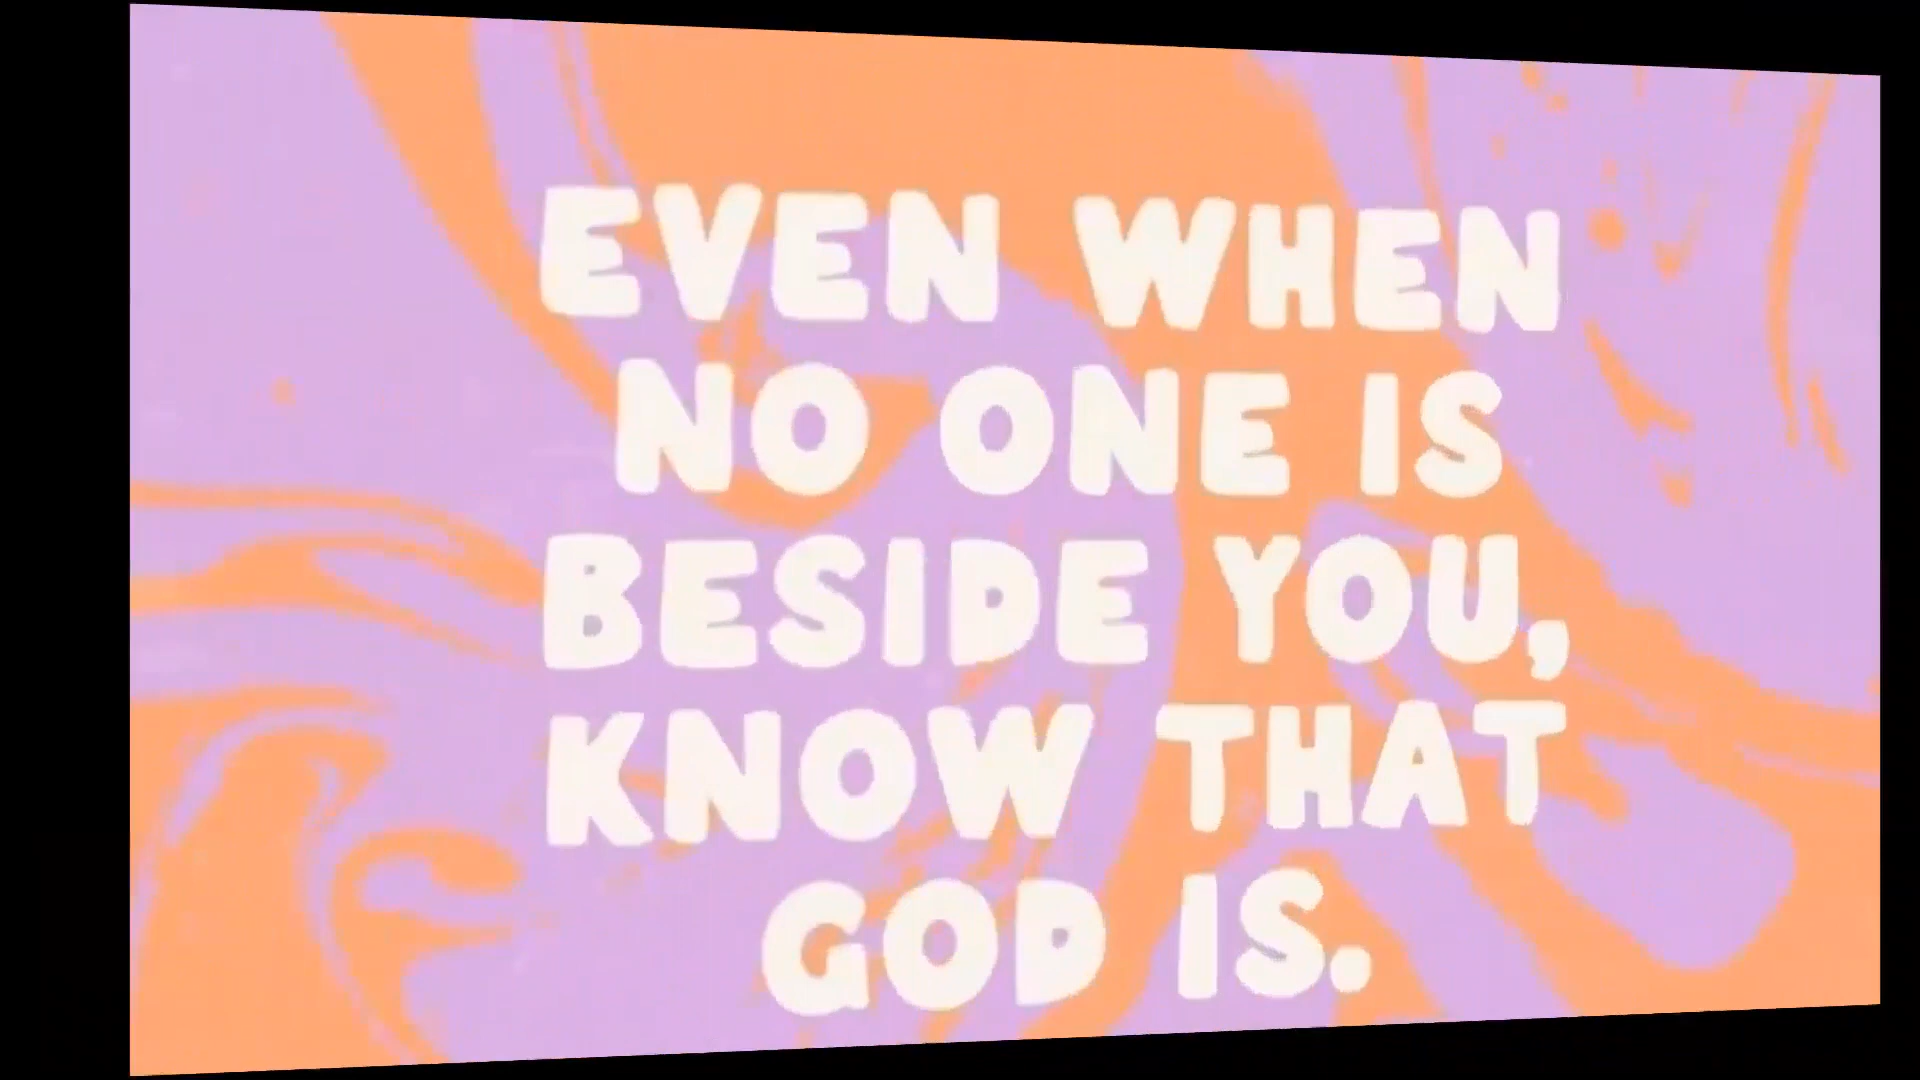 EVEN WHEN
NO ONE IS
BESIDE YOU,
KNOW THAT
GOD IS.